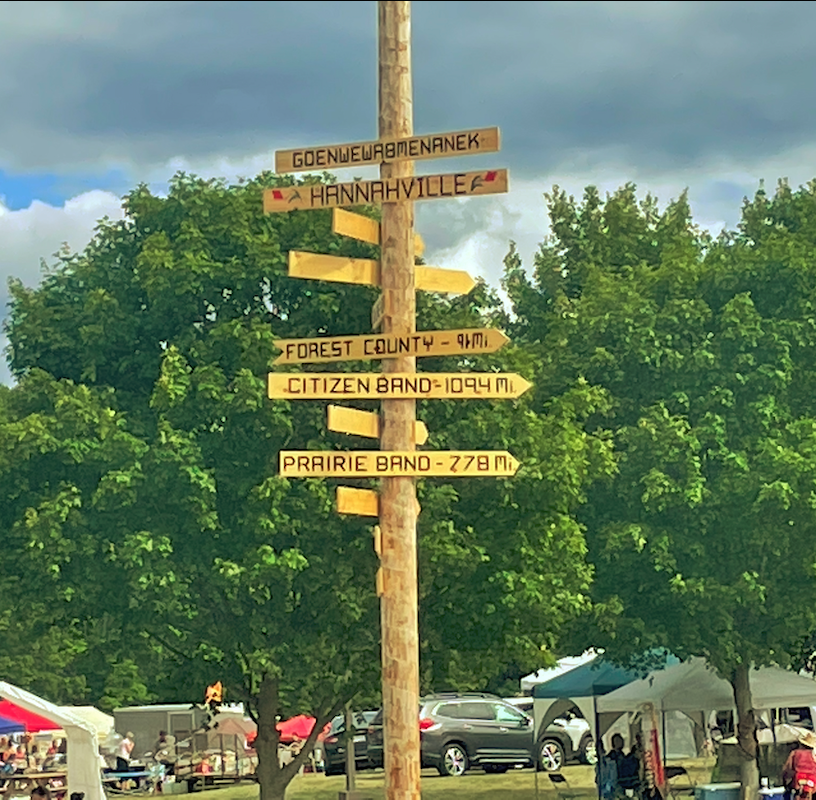 GOENWEWABMENANEK
HANNAHVILLE
FOREST COUNTY - 91 Mi.
CITIZEN BAND - 1094 Mi.
PRAIRIE BAND - 778 Mi.